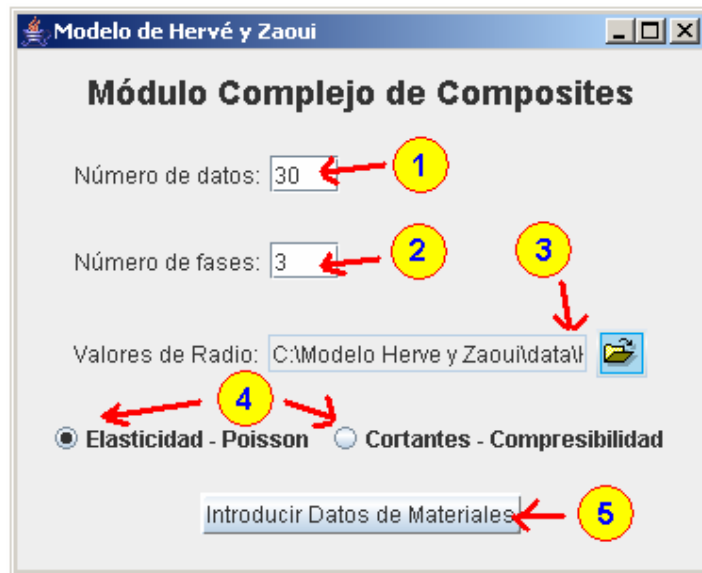 Modelo de Hervé y Zaoui
Módulo Complejo de Composites
Número de datos: 30
1
Número de fases: 3
2
3
Valores de Radio: C:\Modelo Herve y Zaoui\data\
4
Elasticidad - Poisson Cortantes - Compresibilidad
Introducir Datos de Materiales
5